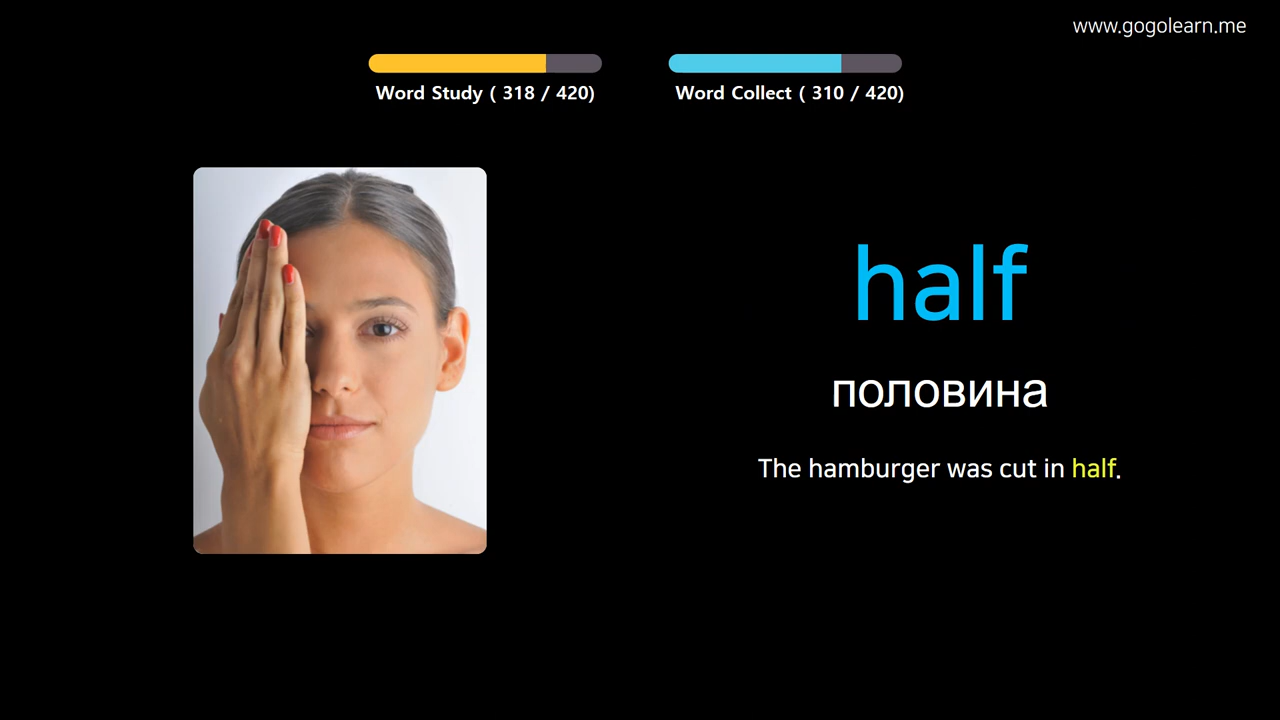 www.gogolearn.me
Word Study ( 318 / 420)
Word Collect ( 310 / 420)
half
половина
The hamburger was cut in half.